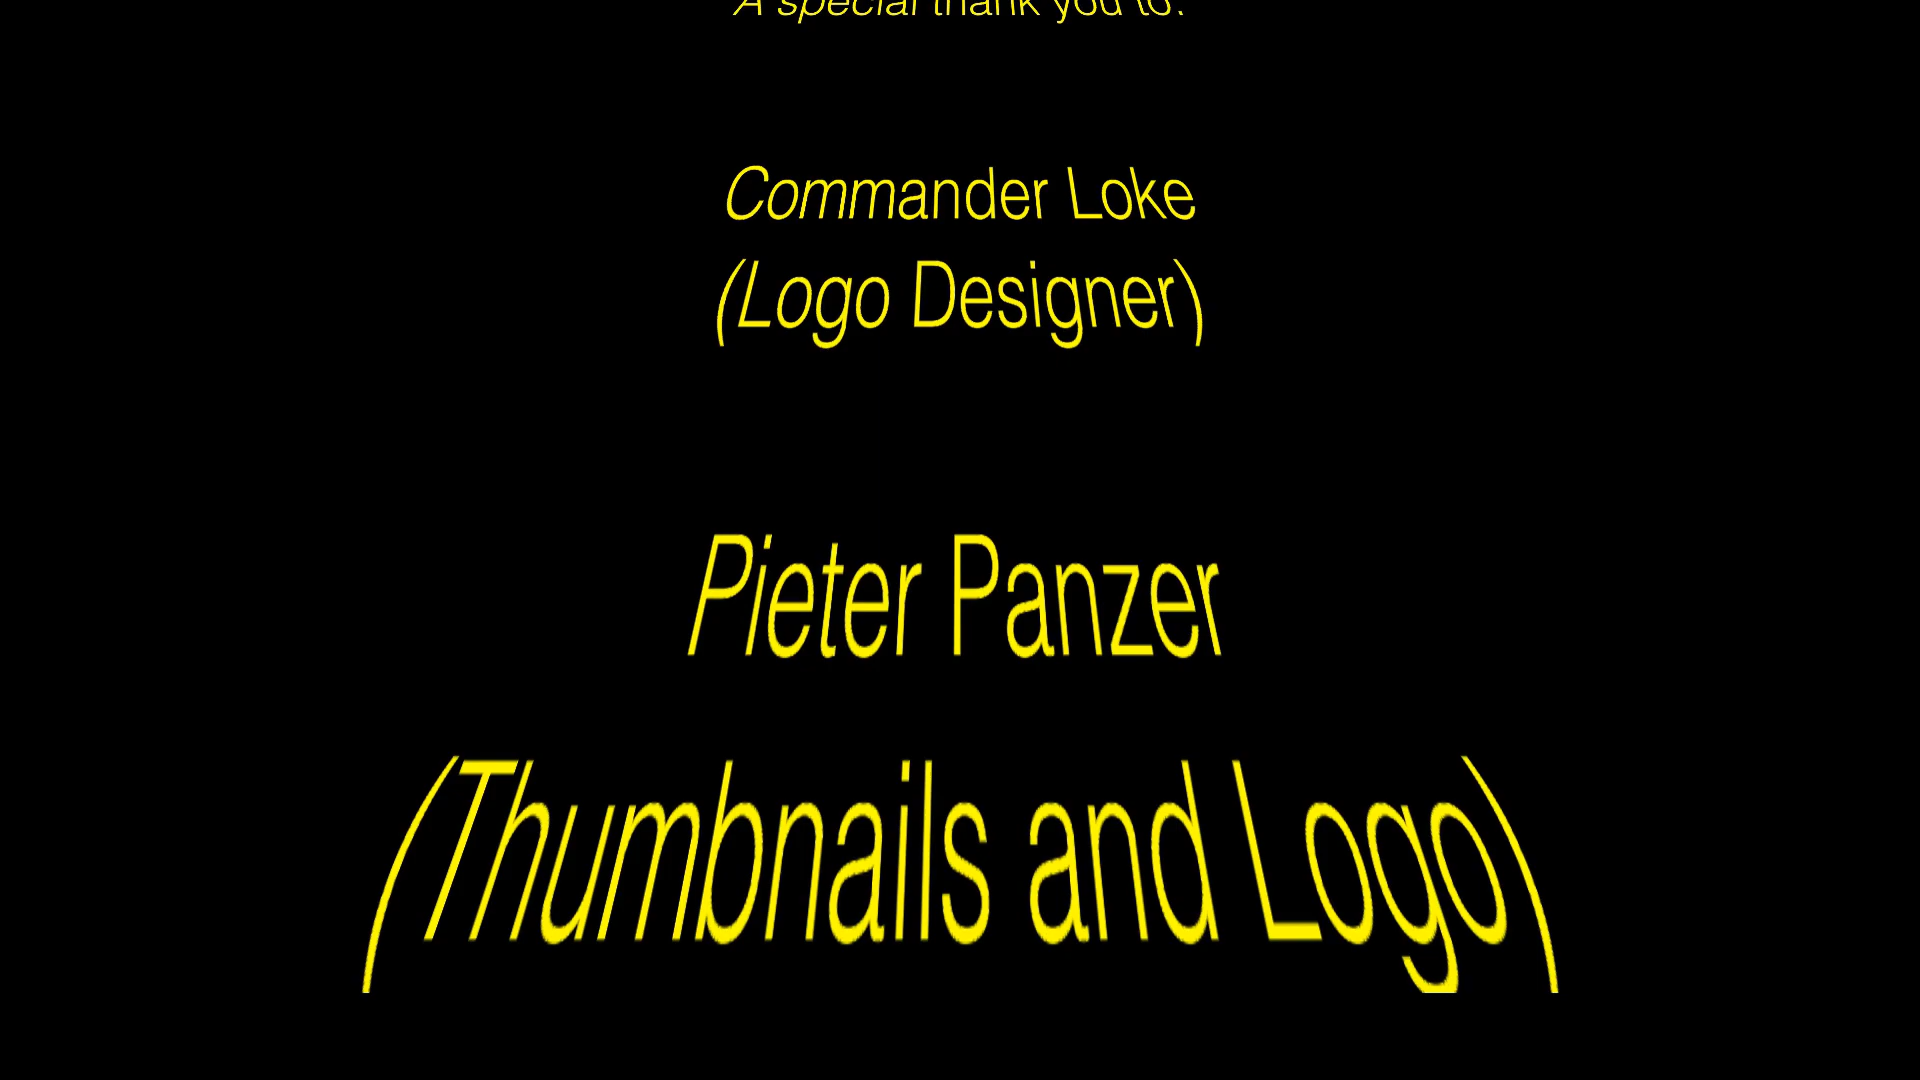 A special thank you to:
Commander Loke
(Logo Designer)
Pieter Panzer
(Thumbnails and Logo)